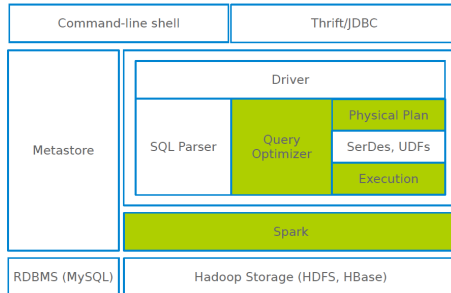 Command-line shell
Thrift/JDBC
Metastore
Driver
SQL Parser
Query
Optimizer
Physical Plan
SerDes, UDFs
Execution
Spark
RDBMS (MySQL)
Hadoop Storage (HDFS, HBase)